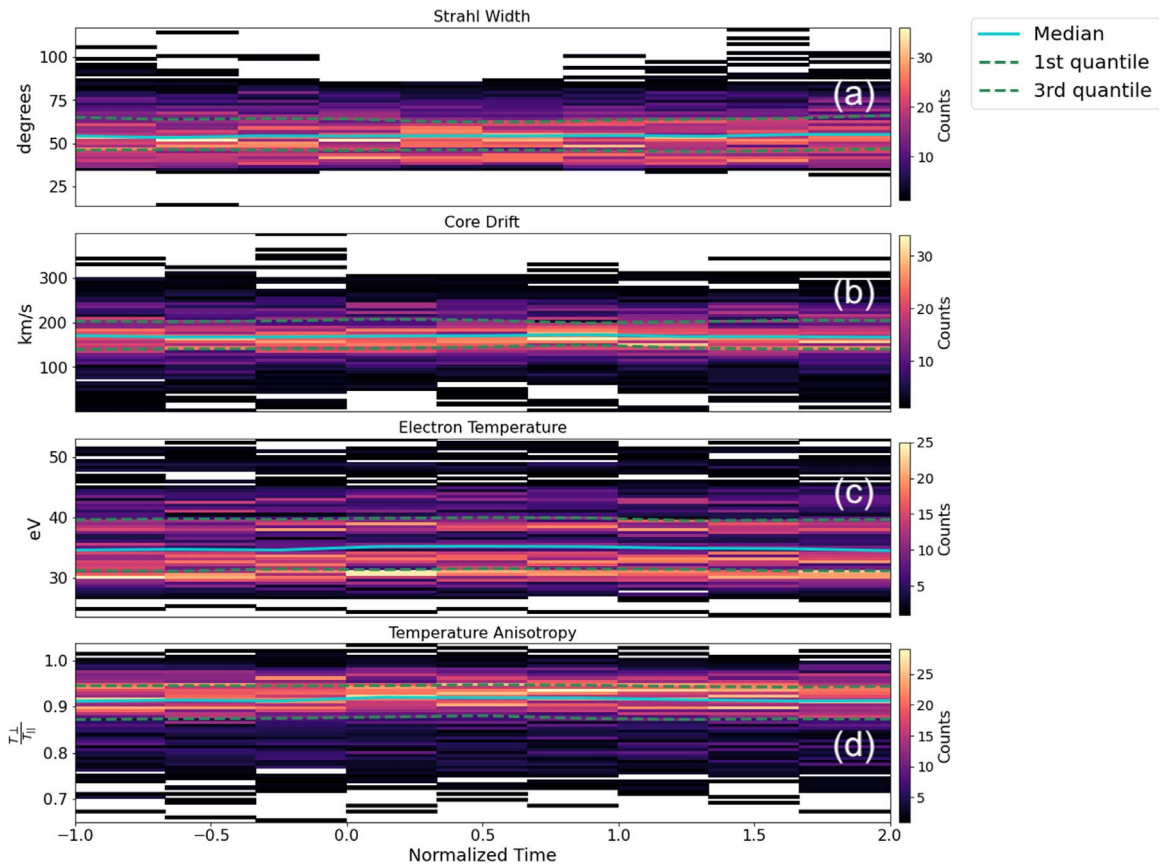 Strahl Width
Median
1st quantile
3rd quantile
degrees
100
75
50
25
(a)
30
20
10
Counts
Core Drift
km/s
300
200
100
(b)
30
20
10
Counts
Electron Temperature
eV
50
40
30
(c)
25
20
15
10
5
Counts
Temperature Anisotropy
T⊥
T||
1.0
0.9
0.8
0.7
(d)
25
20
15
10
5
Counts
−1.0 −0.5 0.0 0.5 1.0 1.5 2.0
Normalized Time